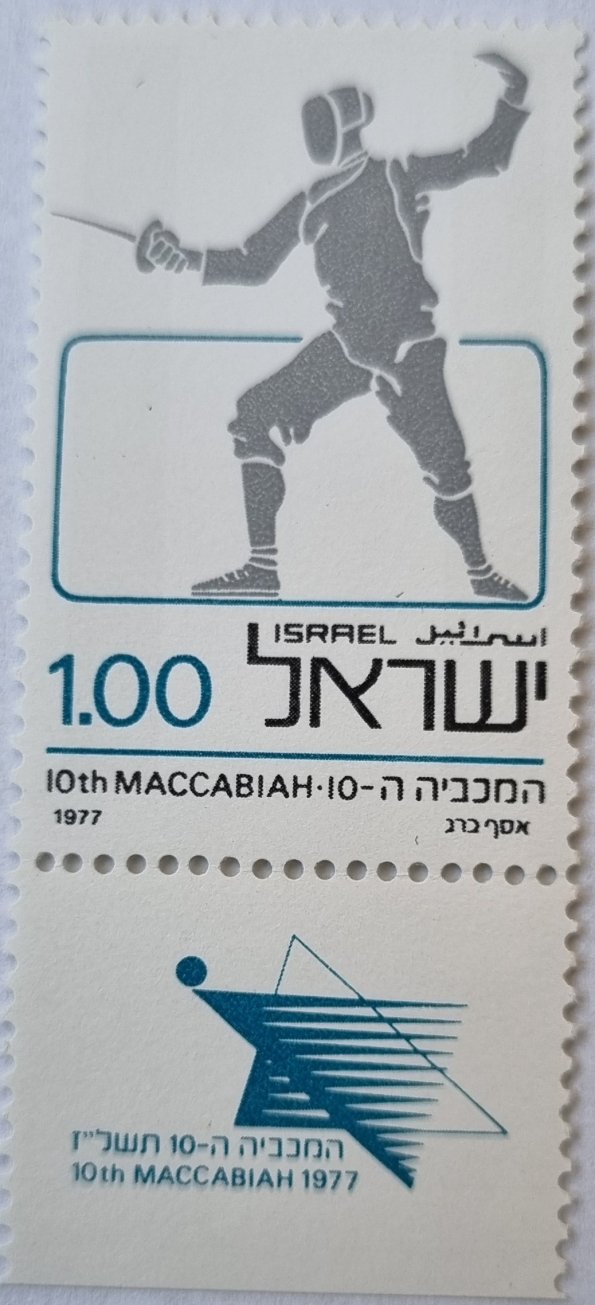 ISRAEL اسرائيل
1.00 ישראל
10th MACCABIAH · המכביה ה-10
1977 אסף ברג
המכביה ה-10 תשל"ז
10th MACCABIAH 1977